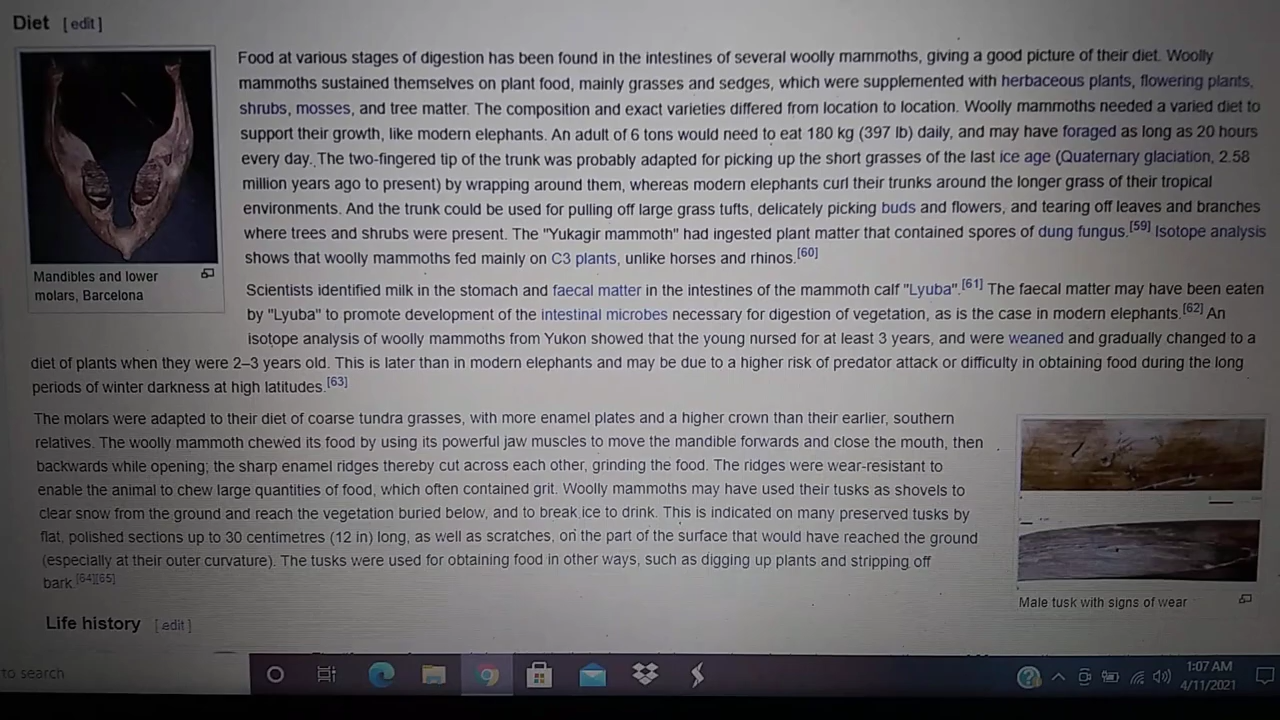 Diet [ edit ]
Food at various stages of digestion has been found in the intestines of several woolly mammoths, giving a good picture of their diet. Woolly
mammoths sustained themselves on plant food, mainly grasses and sedges, which were supplemented with herbaceous plants, flowering plants,
shrubs, mosses, and tree matter. The composition and exact varieties differed from location to location. Woolly mammoths needed a varied diet to
support their growth, like modern elephants. An adult of 6 tons would need to eat 180 kg (397 lb) daily, and may have foraged as long as 20 hours
every day. The two-fingered tip of the trunk was probably adapted for picking up the short grasses of the last ice age (Quaternary glaciation, 2.58
million years ago to present) by wrapping around them, whereas modern elephants curl their trunks around the longer grass of their tropical
environments. And the trunk could be used for pulling off large grass tufts, delicately picking buds and flowers, and tearing off leaves and branches
where trees and shrubs were present. The "Yukagir mammoth" had ingested plant matter that contained spores of dung fungus.[59] Isotope analysis
shows that woolly mammoths fed mainly on C3 plants, unlike horses and rhinos.[60]
Mandibles and lower
molars, Barcelona
Scientists identified milk in the stomach and faecal matter in the intestines of the mammoth calf "Lyuba".[61] The faecal matter may have been eaten
by "Lyuba" to promote development of the intestinal microbes necessary for digestion of vegetation, as is the case in modern elephants.[62] An
isotope analysis of woolly mammoths from Yukon showed that the young nursed for at least 3 years, and were weaned and gradually changed to a
diet of plants when they were 2–3 years old. This is later than in modern elephants and may be due to a higher risk of predator attack or difficulty in obtaining food during the long
periods of winter darkness at high latitudes.[63]
The molars were adapted to their diet of coarse tundra grasses, with more enamel plates and a higher crown than their earlier, southern
relatives. The woolly mammoth chewed its food by using its powerful jaw muscles to move the mandible forwards and close the mouth, then
backwards while opening; the sharp enamel ridges thereby cut across each other, grinding the food. The ridges were wear-resistant to
enable the animal to chew large quantities of food, which often contained grit. Woolly mammoths may have used their tusks as shovels to
clear snow from the ground and reach the vegetation buried below, and to break ice to drink. This is indicated on many preserved tusks by
flat, polished sections up to 30 centimetres (12 in) long, as well as scratches, on the part of the surface that would have reached the ground
(especially at their outer curvature). The tusks were used for obtaining food in other ways, such as digging up plants and stripping off
bark.[64][65]
Male tusk with signs of wear
Life history [ edit ]
to search
1:07 AM
4/11/2021